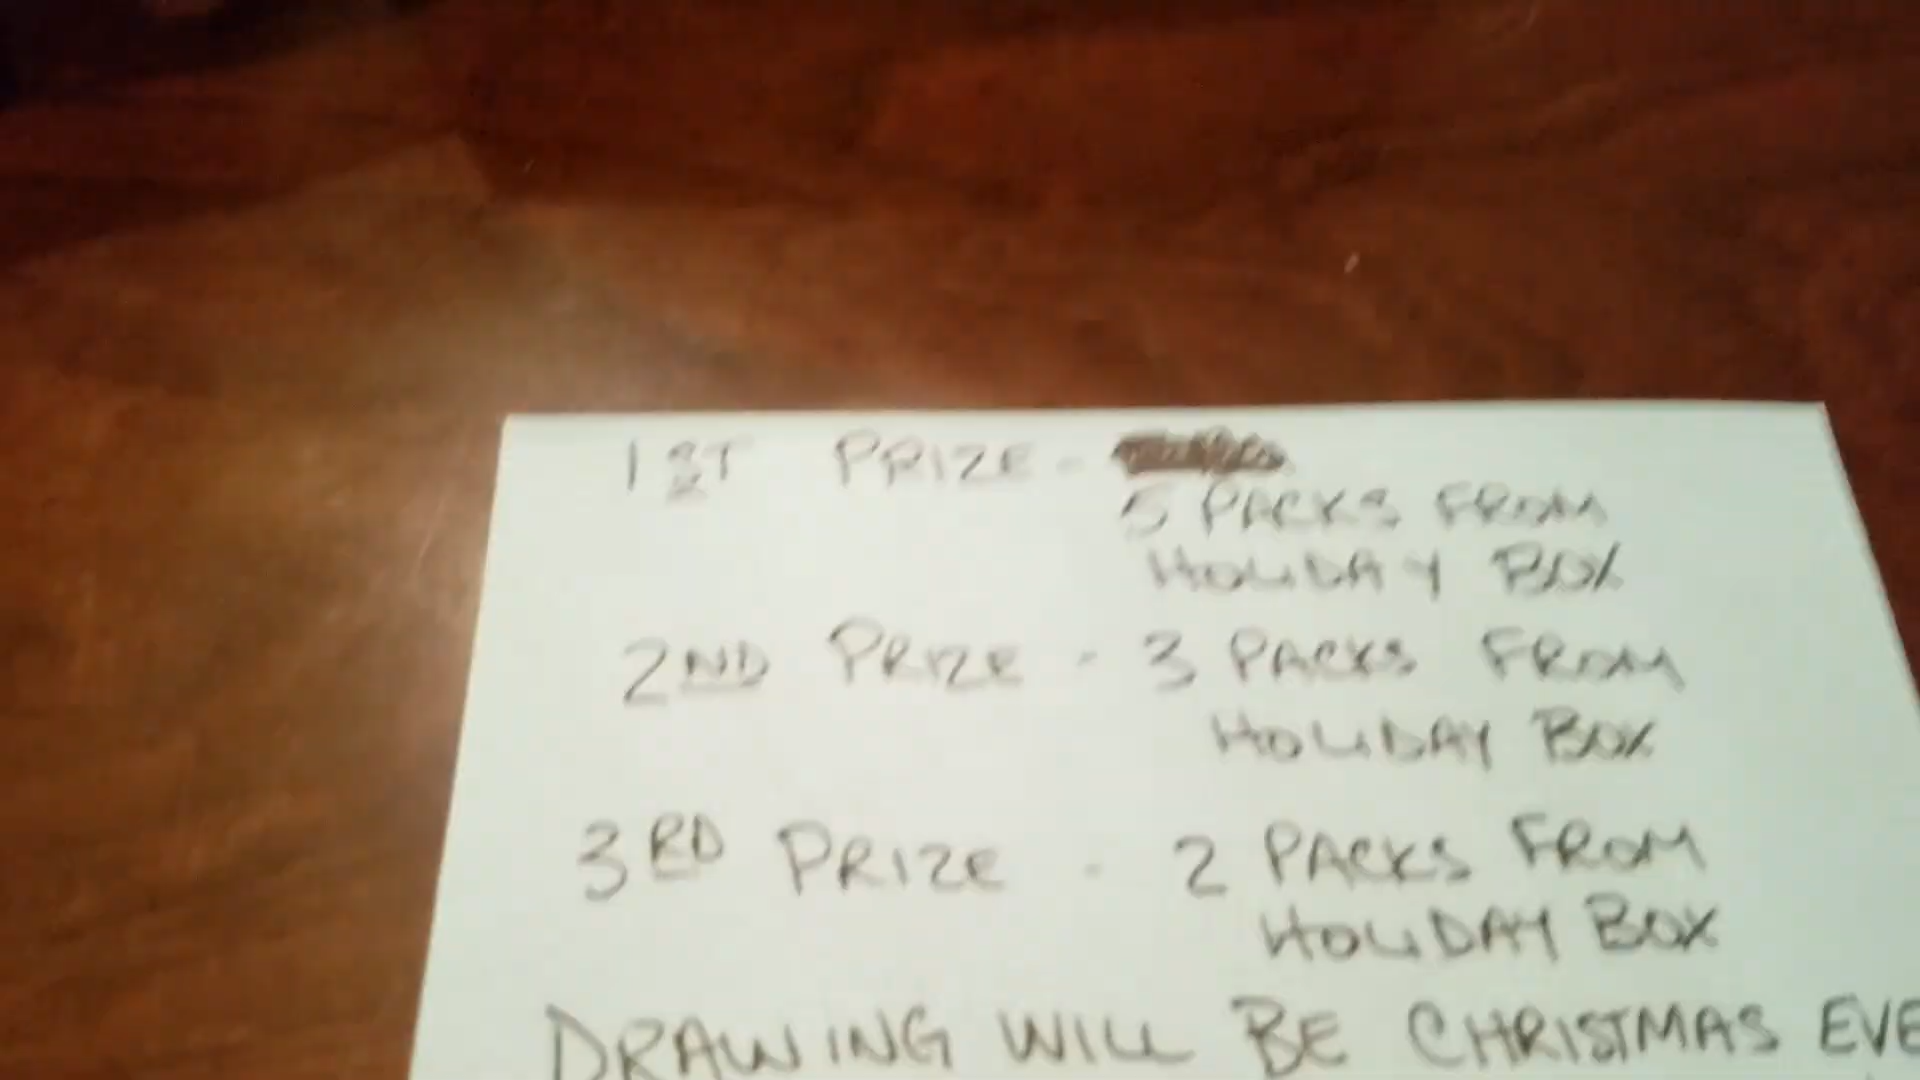 1ST PRIZE -
5 PACKS FROM
HOLIDAY BOX
2ND PRIZE - 3 PACKS FROM
HOLIDAY BOX
3RD PRIZE - 2 PACKS FROM
HOLIDAY BOX
DRAWING WILL BE CHRISTMAS EVE